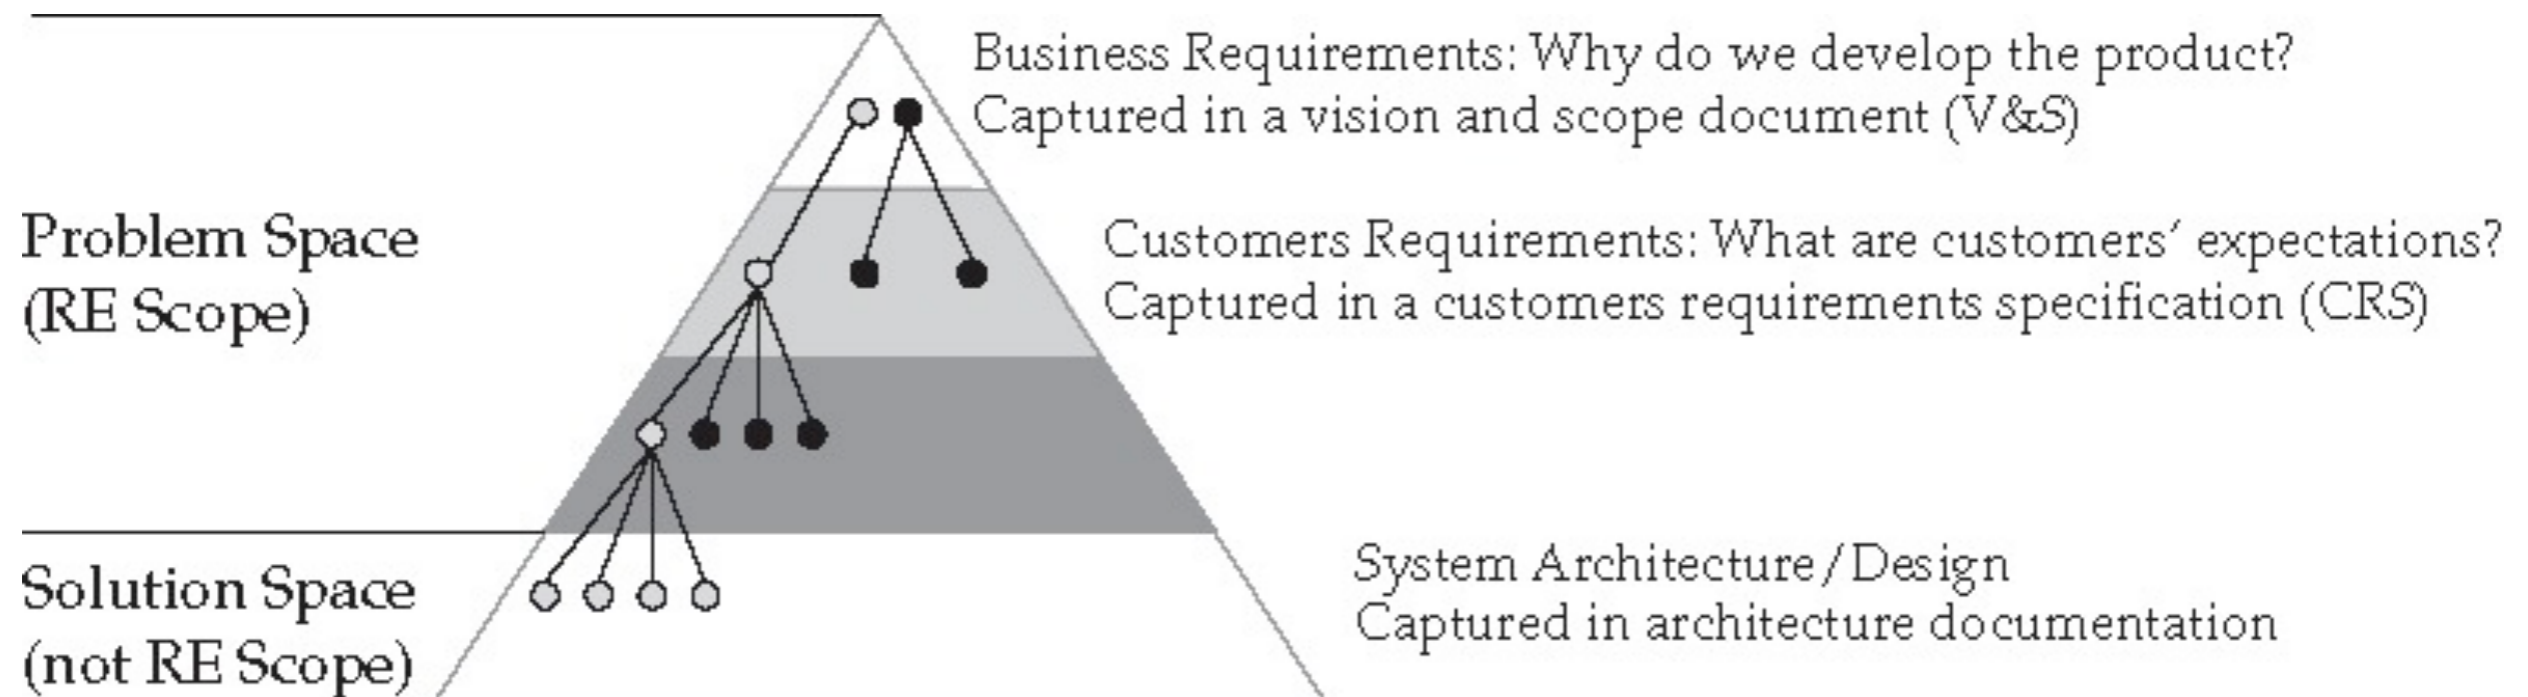 Business Requirements: Why do we develop the product?
Captured in a vision and scope document (V&S)
Problem Space
(RE Scope)
Customers Requirements: What are customers’ expectations?
Captured in a customers requirements specification (CRS)
Solution Space
(not RE Scope)
System Architecture/Design
Captured in architecture documentation